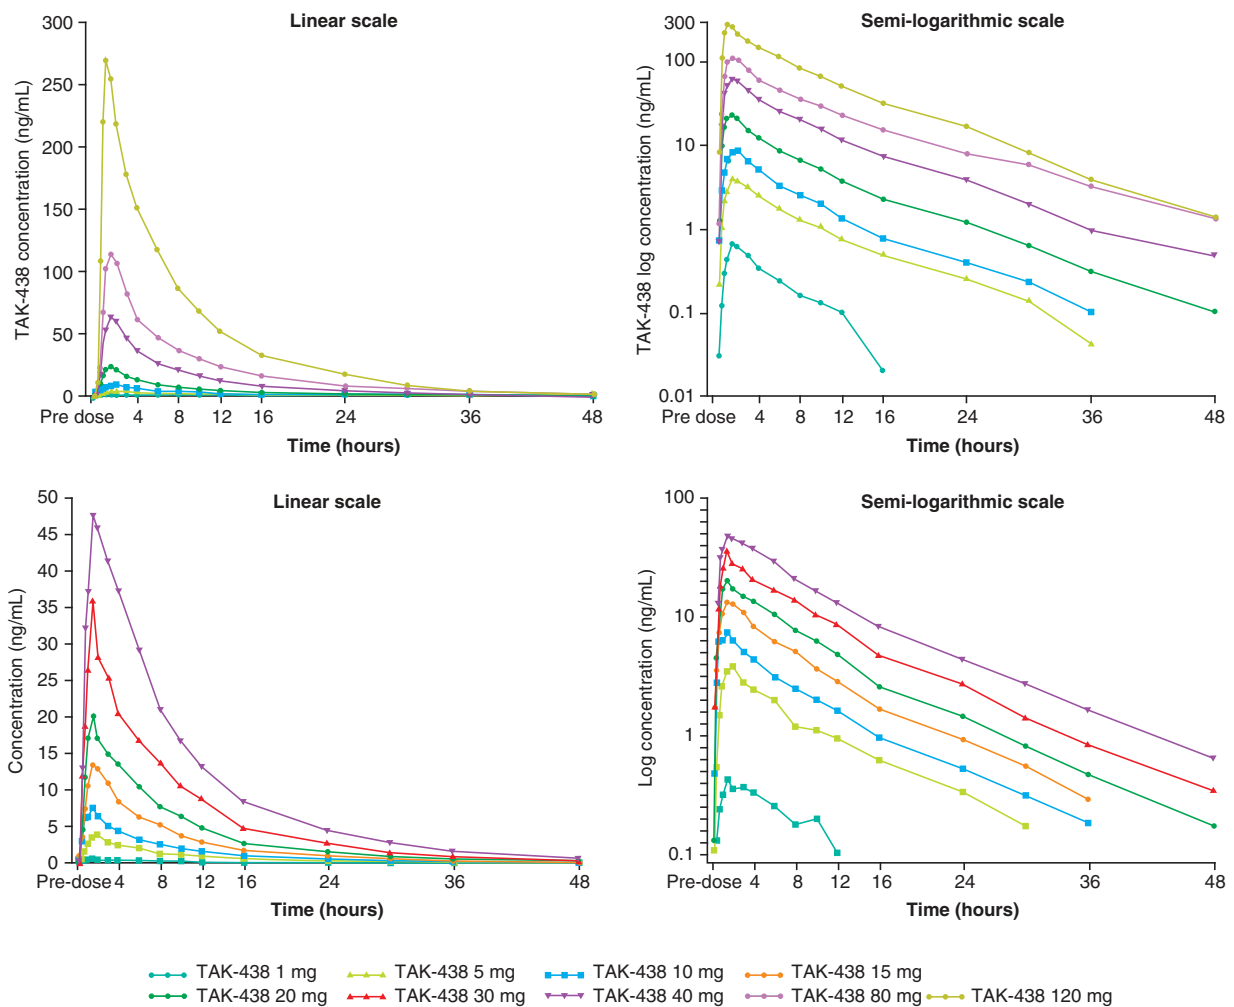 Linear scale
TAK-438 concentration (ng/mL)
300
250
200
150
100
50
0
Pre dose 4 8 12 16 24 36 48
Time (hours)
Semi-logarithmic scale
TAK-438 log concentration (ng/mL)
300
100
10
1
0.1
0.01
Pre dose 4 8 12 16 24 36 48
Time (hours)
Linear scale
Concentration (ng/mL)
50
45
40
35
30
25
20
15
10
5
0
Pre-dose 4 8 12 16 24 36 48
Time (hours)
Semi-logarithmic scale
Log concentration (ng/mL)
100
10
1
0.1
Pre-dose 4 8 12 16 24 36 48
Time (hours)
TAK-438 1 mg TAK-438 5 mg TAK-438 10 mg TAK-438 15 mg
TAK-438 20 mg TAK-438 30 mg TAK-438 40 mg TAK-438 80 mg TAK-438 120 mg